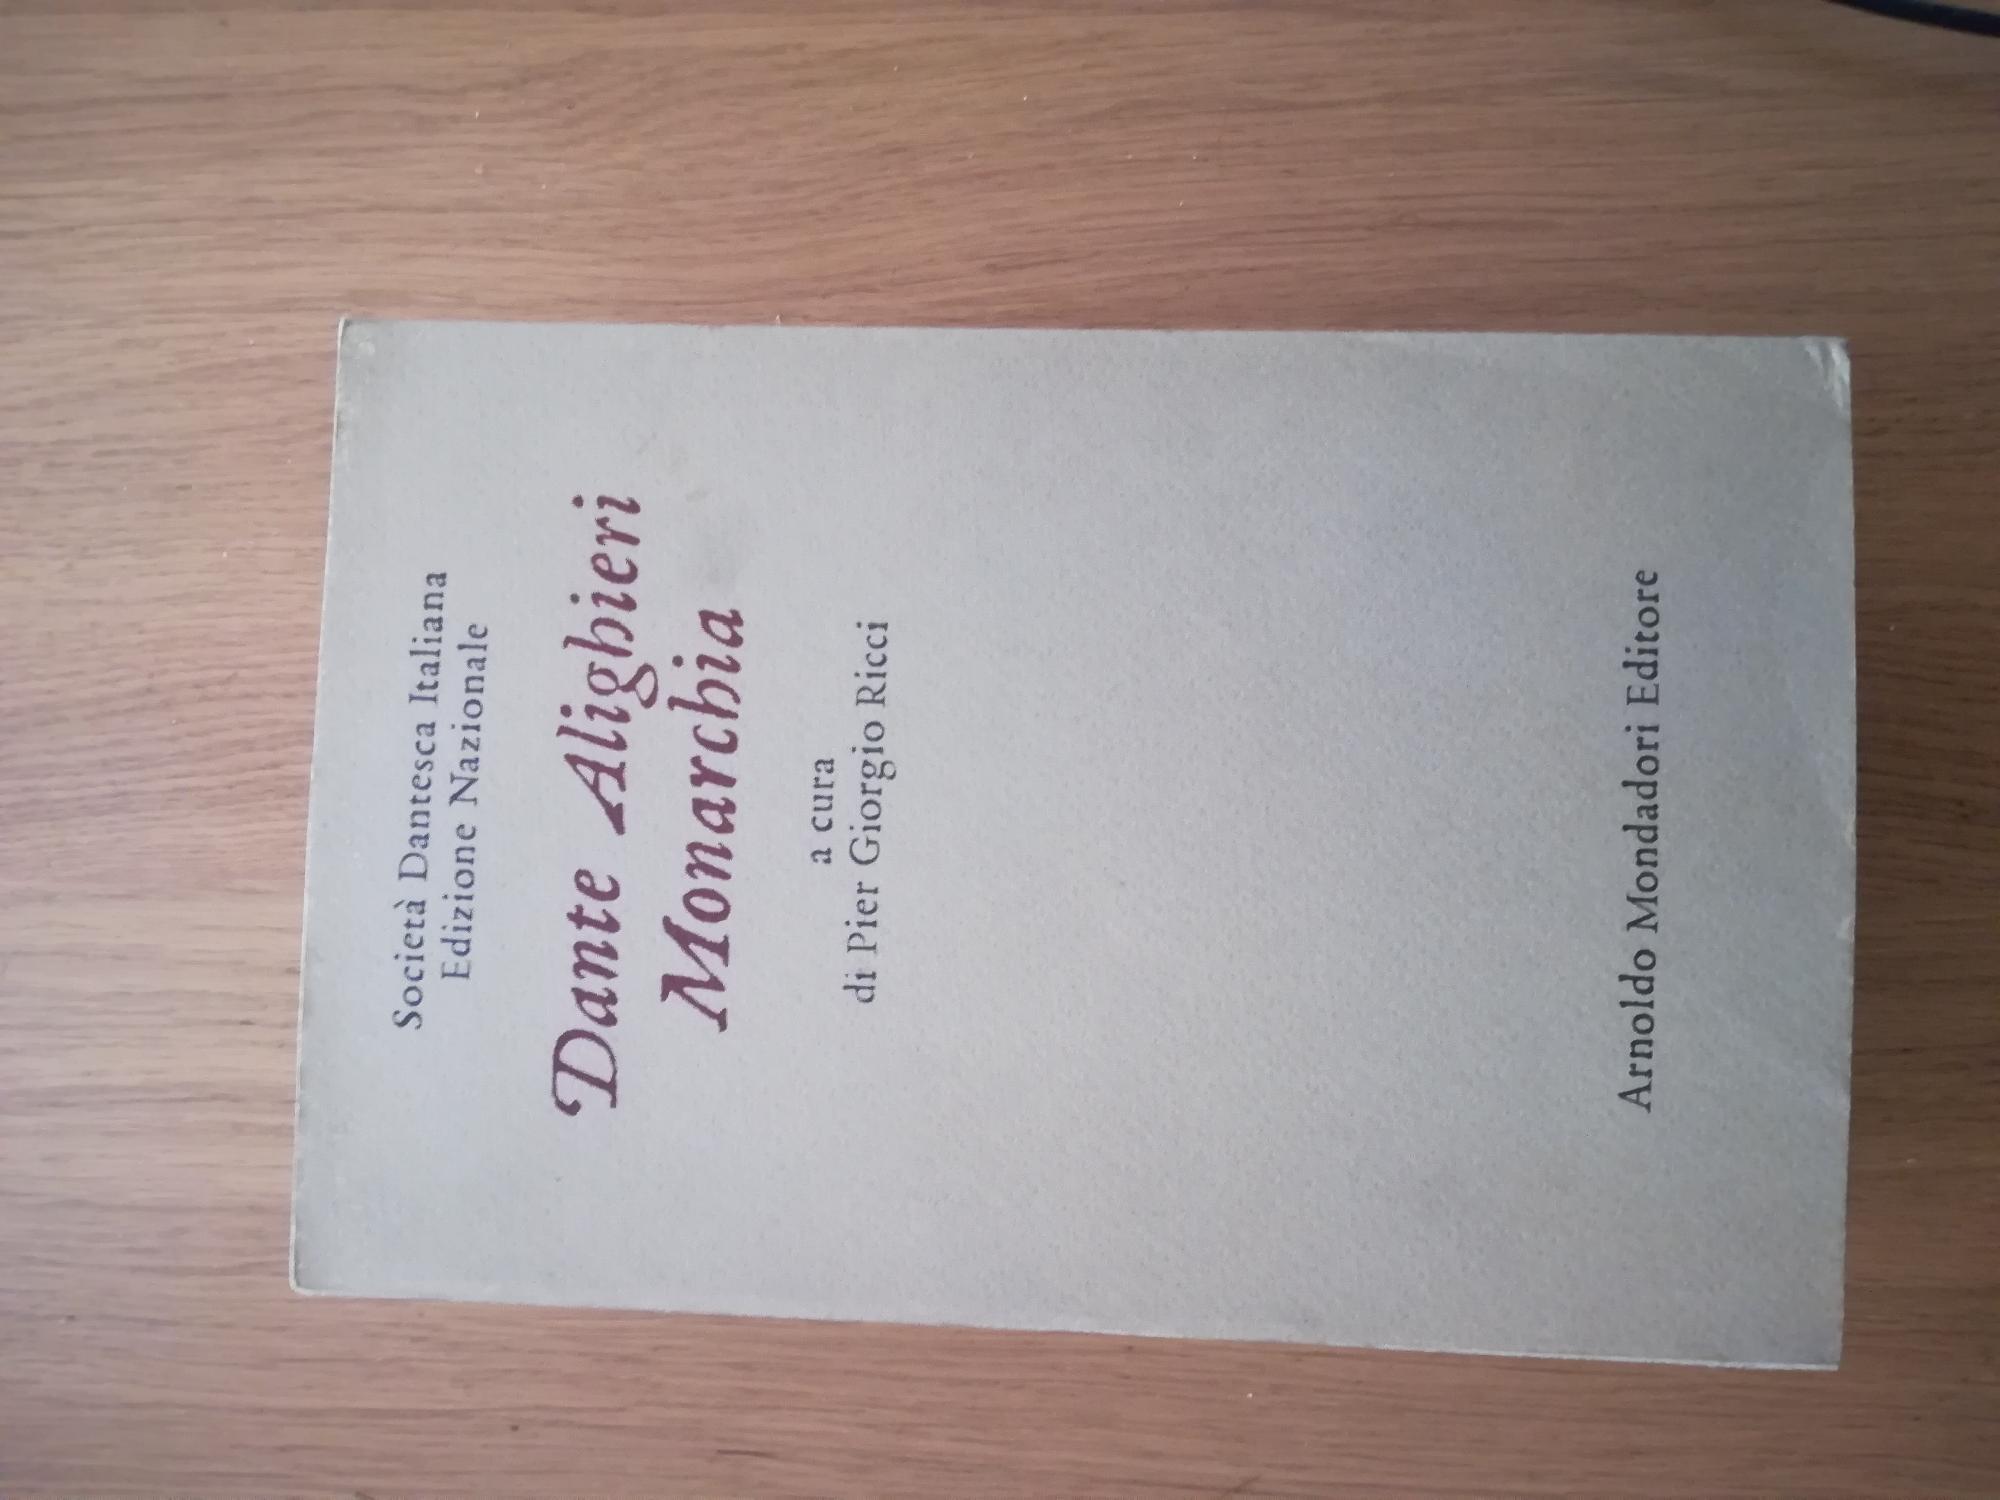 Società Dantesca Italiana
Edizione Nazionale
Dante Alighieri
Monarchia
a cura
di Pier Giorgio Ricci
Arnoldo Mondadori Editore